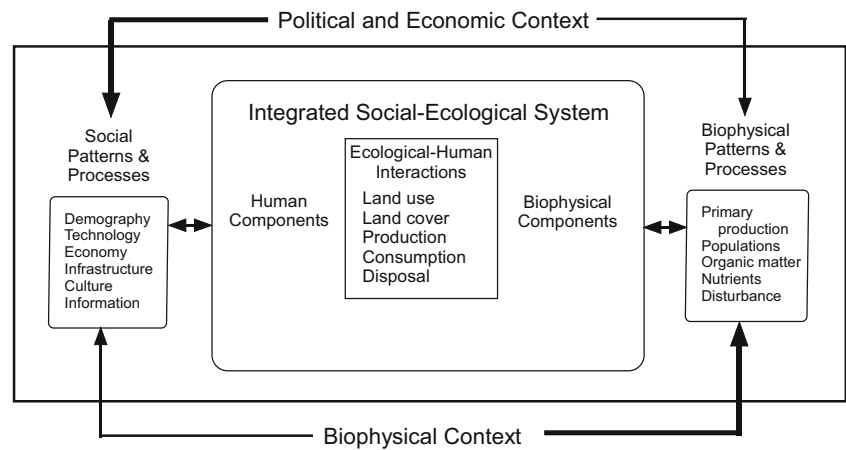 Political and Economic Context
Integrated Social-Ecological System
Social
Patterns &
Processes
Demography
Technology
Economy
Infrastructure
Culture
Information
Human
Components
Ecological-Human
Interactions
Land use
Land cover
Production
Consumption
Disposal
Biophysical
Components
Biophysical
Patterns &
Processes
Primary
production
Populations
Organic matter
Nutrients
Disturbance
Biophysical Context